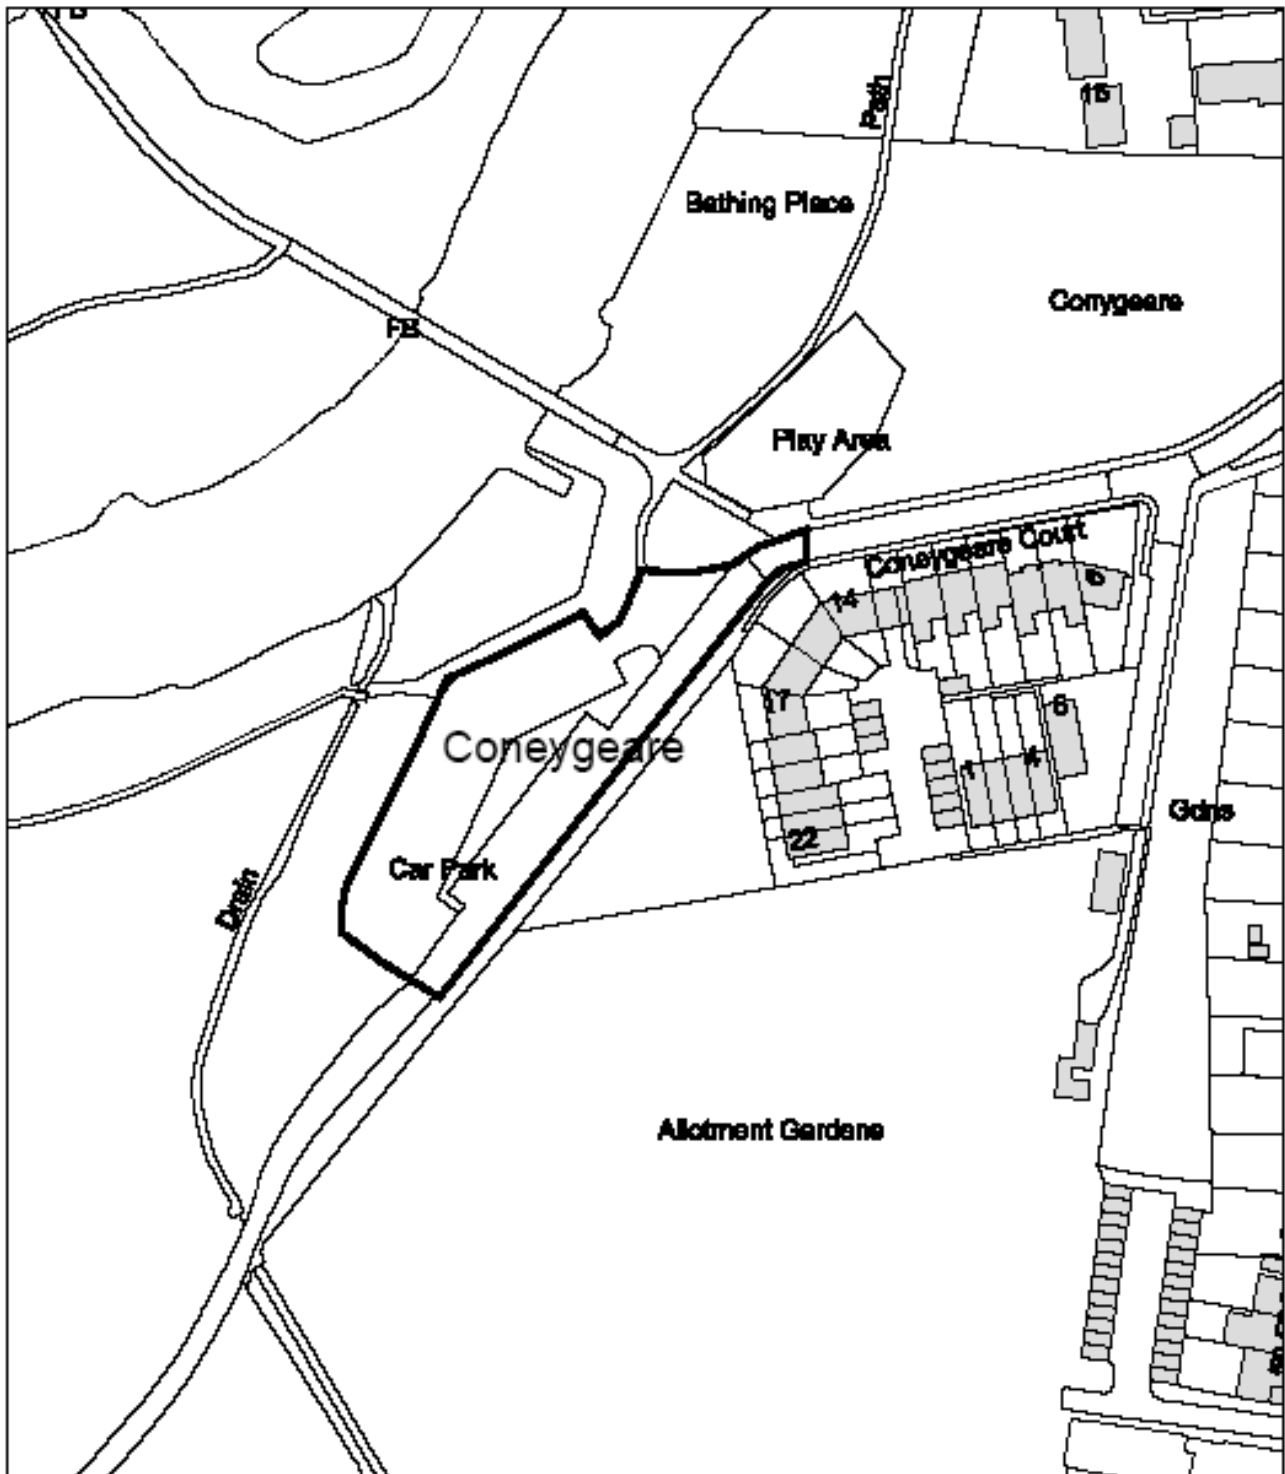 FB
Path
15
Bathing Place
Conygeare
FB
Play Area
Coneygeare Court
14
6
17
6
Coneygeare
1
4
22
Gdns
Car Park
Drain
Allotment Gardens